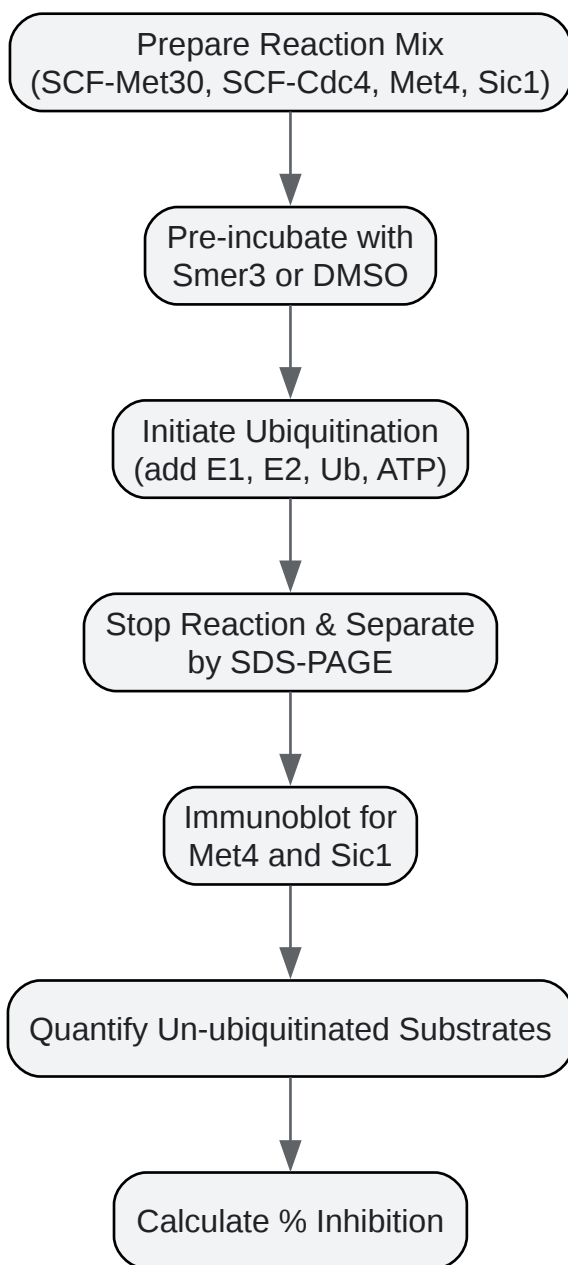 Prepare Reaction Mix
(SCF-Met30, SCF-Cdc4, Met4, Sic1)
Pre-incubate with
Smer3 or DMSO
Initiate Ubiquitination
(add E1, E2, Ub, ATP)
Stop Reaction & Separate
by SDS-PAGE
Immunoblot for
Met4 and Sic1
Quantify Un-ubiquitinated Substrates
Calculate % Inhibition